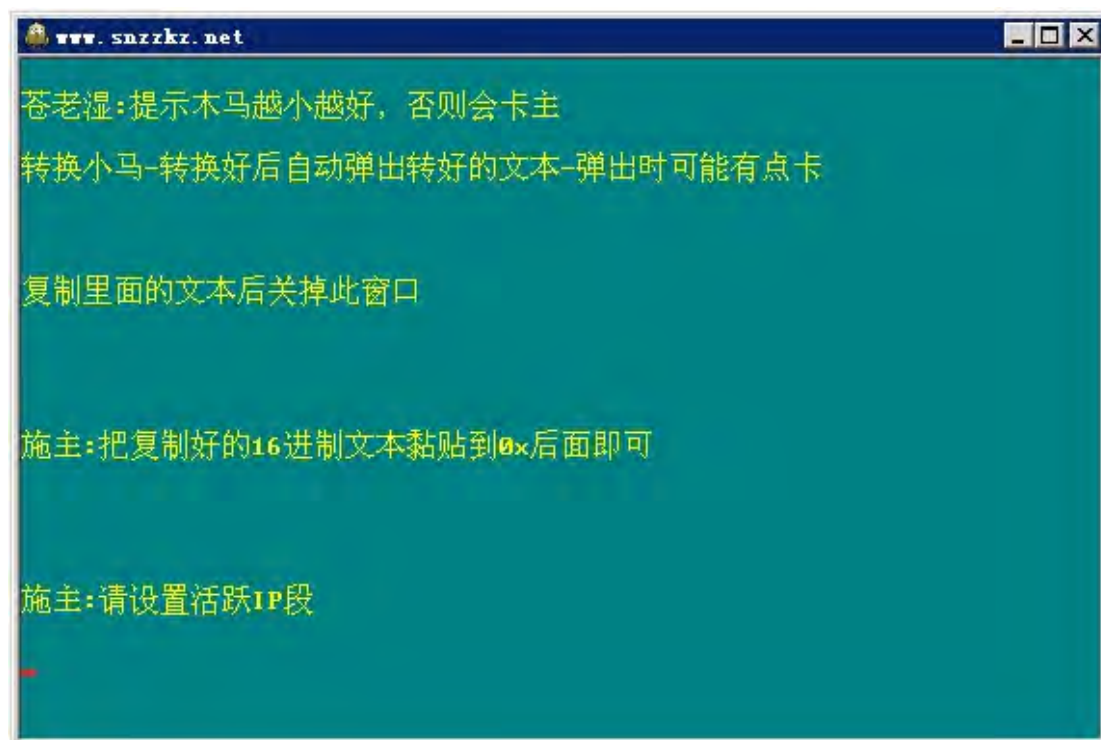 www.snzzkz.net
苍老湿:提示木马越小越好，否则会卡主
转换小马-转换好后自动弹出转好的文本-弹出时可能有点卡
复制里面的文本后关掉此窗口
施主:把复制好的16进制文本黏贴到0x后面即可
施主:请设置活跃IP段